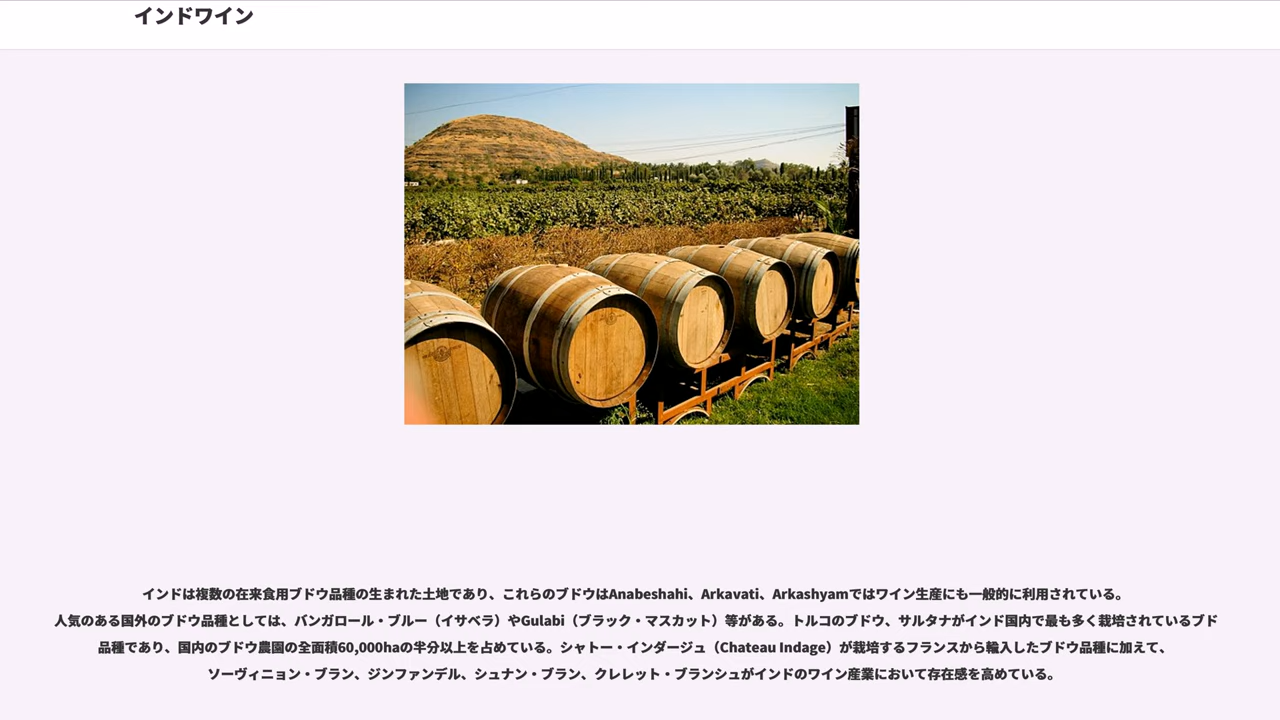 インドワイン
インドは複数の在来食用ブドウ品種の生まれた土地であり、これらのブドウはAnabeshahi、Arkavati、Arkashyamではワイン生産にも一般的に利用されている。
人気のある国外のブドウ品種としては、バンガロール・ブルー（イサベラ）やGulabi（ブラック・マスカット）等がある。トルコのブドウ、サルタナがインド国内で最も多く栽培されているブド
品種であり、国内のブドウ農園の全面積60,000haの半分以上を占めている。シャトー・インダージュ（Chateau Indage）が栽培するフランスから輸入したブドウ品種に加えて、
ソーヴィニョン・ブラン、ジンファンデル、シュナン・ブラン、クレレット・ブランシュがインドのワイン産業において存在感を高めている。